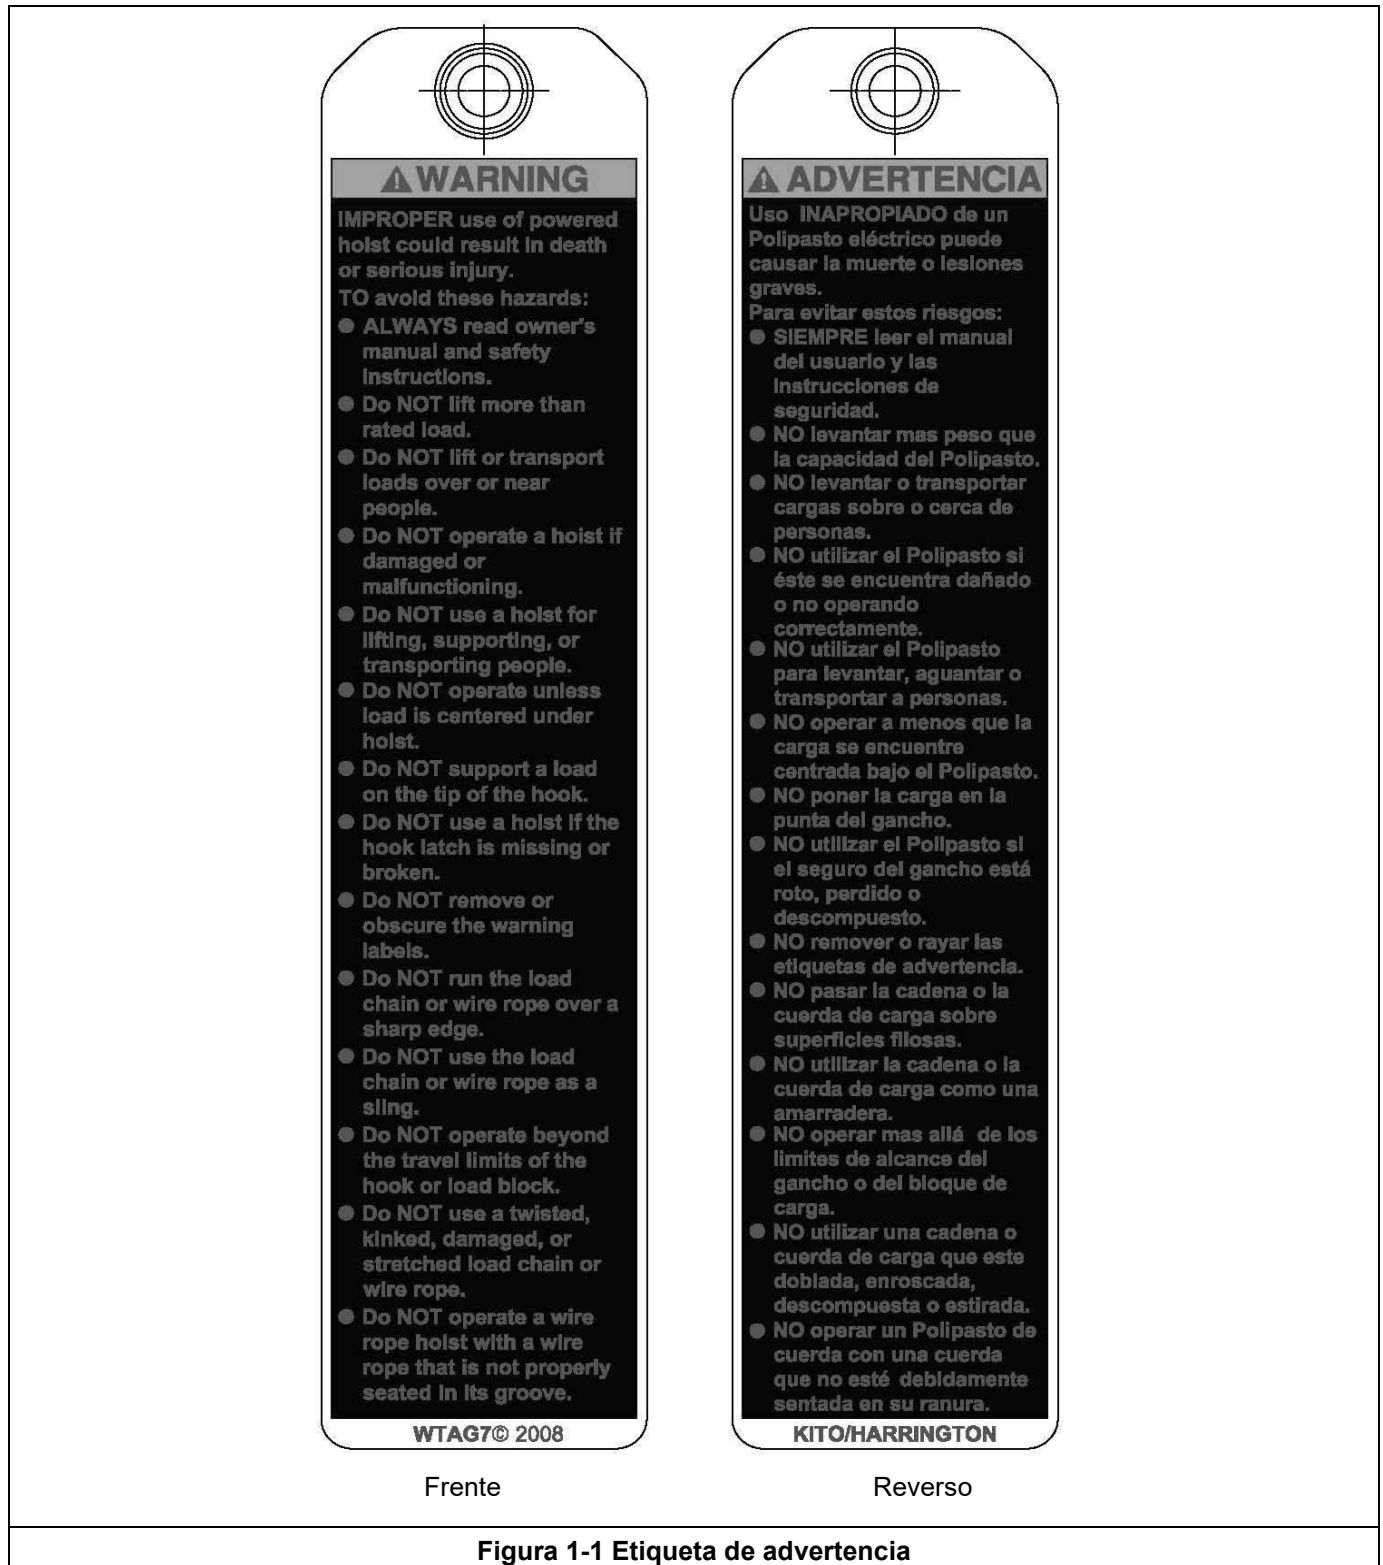 WARNING
IMPROPER use of powered
hoist could result in death
or serious injury.
TO avoid these hazards:
● ALWAYS read owner's
manual and safety
instructions.
● Do NOT lift more than
rated load.
● Do NOT lift or transport
loads over or near
people.
● Do NOT operate a hoist if
damaged or
malfunctioning.
● Do NOT use a hoist for
lifting, supporting, or
transporting people.
● Do NOT operate unless
load is centered under
hoist.
● Do NOT support a load
on the tip of the hook.
● Do NOT use a hoist if the
hook latch is missing or
broken.
● Do NOT remove or
obscure the warning
labels.
● Do NOT run the load
chain or wire rope over a
sharp edge.
● Do NOT use the load
chain or wire rope as a
sling.
● Do NOT operate beyond
the travel limits of the
hook or load block.
● Do NOT use a twisted,
kinked, damaged, or
stretched load chain or
wire rope.
● Do NOT operate a wire
rope hoist with a wire
rope that is not properly
seated in its groove.
WTAG7© 2008
Frente
ADVERTENCIA
Uso INAPROPIADO de un
Polipasto eléctrico puede
causar la muerte o lesiones
graves.
Para evitar estos riesgos:
● SIEMPRE leer el manual
del usuario y las
instrucciones de
seguridad.
● NO levantar mas peso que
la capacidad del Polipasto.
● NO levantar o transportar
cargas sobre o cerca de
personas.
● NO utilizar el Polipasto si
éste se encuentra dañado
o no operando
correctamente.
● NO utilizar el Polipasto
para levantar, aguantar o
transportar a personas.
● NO operar a menos que la
carga se encuentre
centrada bajo el Polipasto.
● NO poner la carga en la
punta del gancho.
● NO utilizar el Polipasto si
el seguro del gancho está
roto, perdido o
descompuesto.
● NO remover o rayar las
etiquetas de advertencia.
● NO pasar la cadena o la
cuerda de carga sobre
superficies filosas.
● NO utilizar la cadena o la
cuerda de carga como una
amarradera.
● NO operar mas allá de los
limites de alcance del
gancho o del bloque de
carga.
● NO utilizar una cadena o
cuerda de carga que este
doblada, enroscada,
descompuesta o estirada.
● NO operar un Polipasto de
cuerda con una cuerda
que no esté debidamente
sentada en su ranura.
KITO/HARRINGTON
Reverso
Figura 1-1 Etiqueta de advertencia